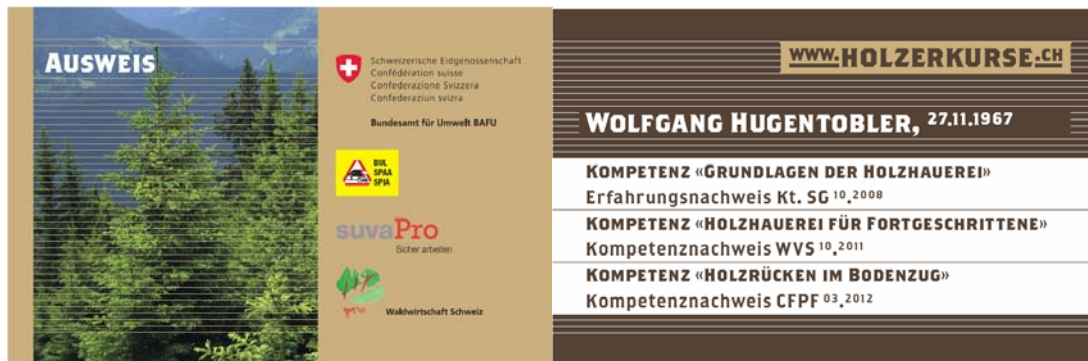 AUSWEIS
Schweizerische Eidgenossenschaft
Confédération suisse
Confederazione Svizzera
Confederaziun svizra
Bundesamt für Umwelt BAFU
BUL
SPAA
SPIA
suvaPro
Sicher arbeiten
Waldwirtschaft Schweiz
WWW.HOLZERKURSE.CH
WOLFGANG HUGENTOBLER, 27.11.1967
KOMPETENZ «GRUNDLAGEN DER HOLZHAUEREI»
Erfahrungsnachweis Kt. SG 10.2008
KOMPETENZ «HOLZHAUEREI FÜR FORTGESCHRITTENE»
Kompetenznachweis WVS 10.2011
KOMPETENZ «HOLZRÜCKEN IM BODENZUG»
Kompetenznachweis CFPF 03.2012